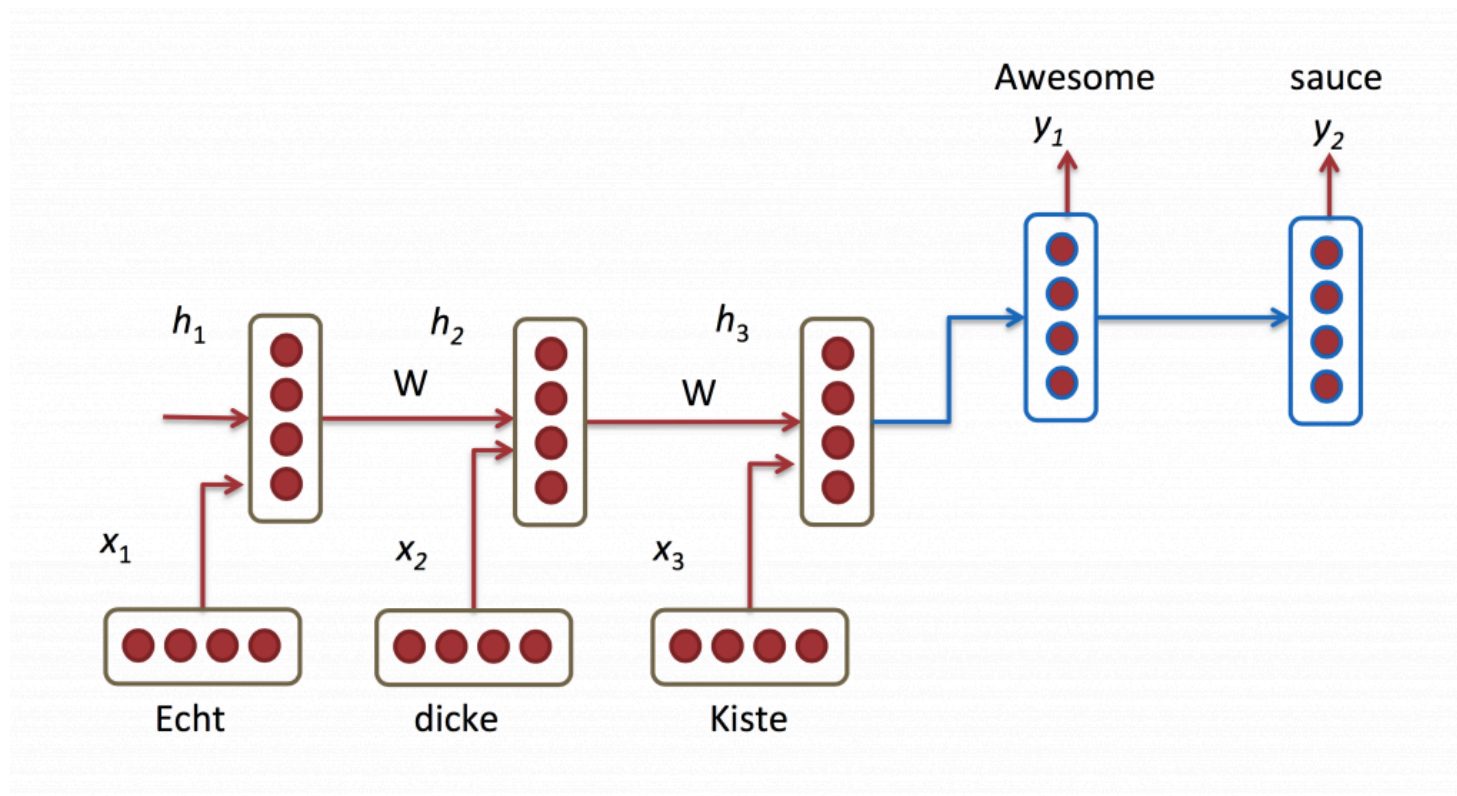 Awesome sauce
y1 y2
h1 h2 h3
W W
x1 x2 x3
Echt dicke Kiste